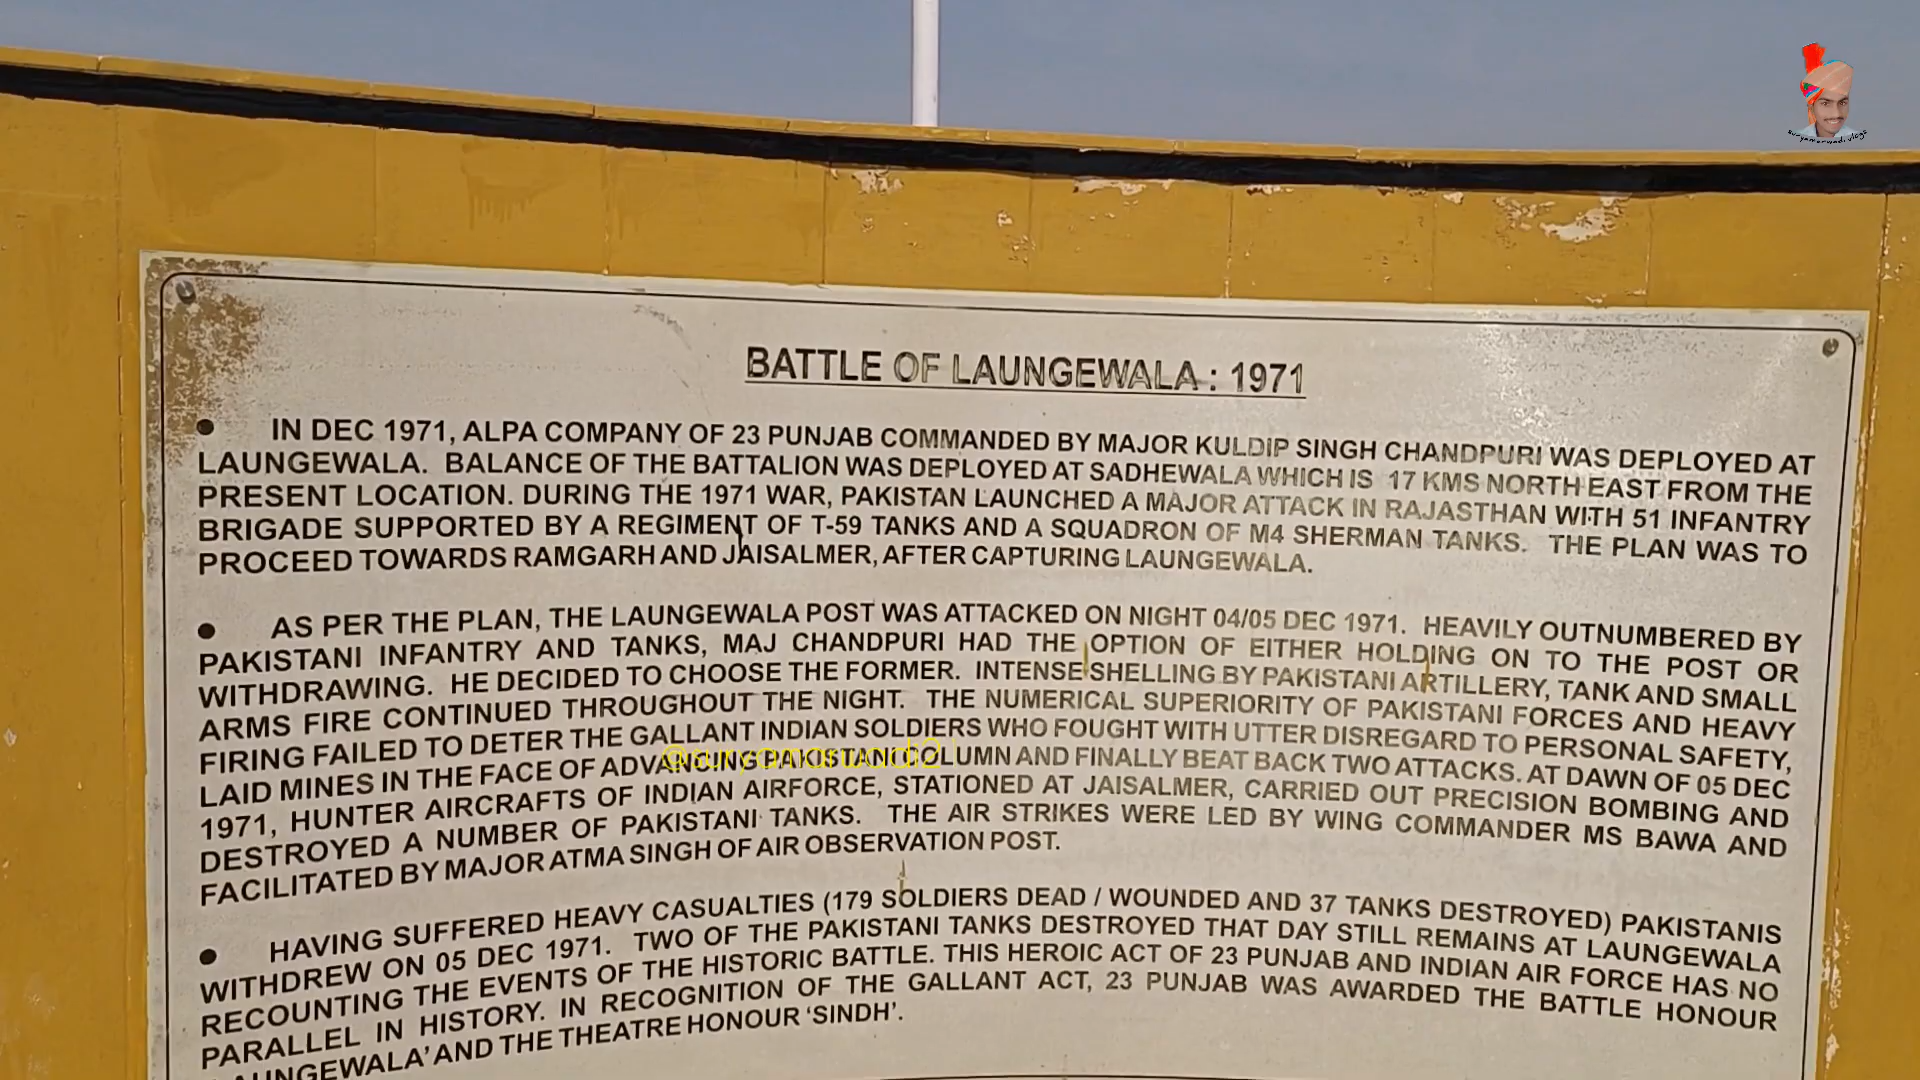 suryamarwadi vlogs
BATTLE OF LAUNGEWALA : 1971
● IN DEC 1971, ALPA COMPANY OF 23 PUNJAB COMMANDED BY MAJOR KULDIP SINGH CHANDPURI WAS DEPLOYED AT
LAUNGEWALA. BALANCE OF THE BATTALION WAS DEPLOYED AT SADHEWALA WHICH IS 17 KMS NORTH EAST FROM THE
PRESENT LOCATION. DURING THE 1971 WAR, PAKISTAN LAUNCHED A MAJOR ATTACK IN RAJASTHAN WITH 51 INFANTRY
BRIGADE SUPPORTED BY A REGIMENT OF T-59 TANKS AND A SQUADRON OF M4 SHERMAN TANKS. THE PLAN WAS TO
PROCEED TOWARDS RAMGARH AND JAISALMER, AFTER CAPTURING LAUNGEWALA.
● AS PER THE PLAN, THE LAUNGEWALA POST WAS ATTACKED ON NIGHT 04/05 DEC 1971. HEAVILY OUTNUMBERED BY
PAKISTANI INFANTRY AND TANKS, MAJ CHANDPURI HAD THE OPTION OF EITHER HOLDING ON TO THE POST OR
WITHDRAWING. HE DECIDED TO CHOOSE THE FORMER. INTENSE SHELLING BY PAKISTANI ARTILLERY, TANK AND SMALL
ARMS FIRE CONTINUED THROUGHOUT THE NIGHT. THE NUMERICAL SUPERIORITY OF PAKISTANI FORCES AND HEAVY
FIRING FAILED TO DETER THE GALLANT INDIAN SOLDIERS WHO FOUGHT WITH UTTER DISREGARD TO PERSONAL SAFETY,
LAID MINES IN THE FACE OF ADVANCING PAKISTANI COLUMN AND FINALLY BEAT BACK TWO ATTACKS. AT DAWN OF 05 DEC
1971, HUNTER AIRCRAFTS OF INDIAN AIRFORCE, STATIONED AT JAISALMER, CARRIED OUT PRECISION BOMBING AND
DESTROYED A NUMBER OF PAKISTANI TANKS. THE AIR STRIKES WERE LED BY WING COMMANDER MS BAWA AND
FACILITATED BY MAJOR ATMA SINGH OF AIR OBSERVATION POST.
● HAVING SUFFERED HEAVY CASUALTIES (179 SOLDIERS DEAD / WOUNDED AND 37 TANKS DESTROYED) PAKISTANIS
WITHDREW ON 05 DEC 1971. TWO OF THE PAKISTANI TANKS DESTROYED THAT DAY STILL REMAINS AT LAUNGEWALA
RECOUNTING THE EVENTS OF THE HISTORIC BATTLE. THIS HEROIC ACT OF 23 PUNJAB AND INDIAN AIR FORCE HAS NO
PARALLEL IN HISTORY. IN RECOGNITION OF THE GALLANT ACT, 23 PUNJAB WAS AWARDED THE BATTLE HONOUR
LAUNGEWALA' AND THE THEATRE HONOUR 'SINDH'.